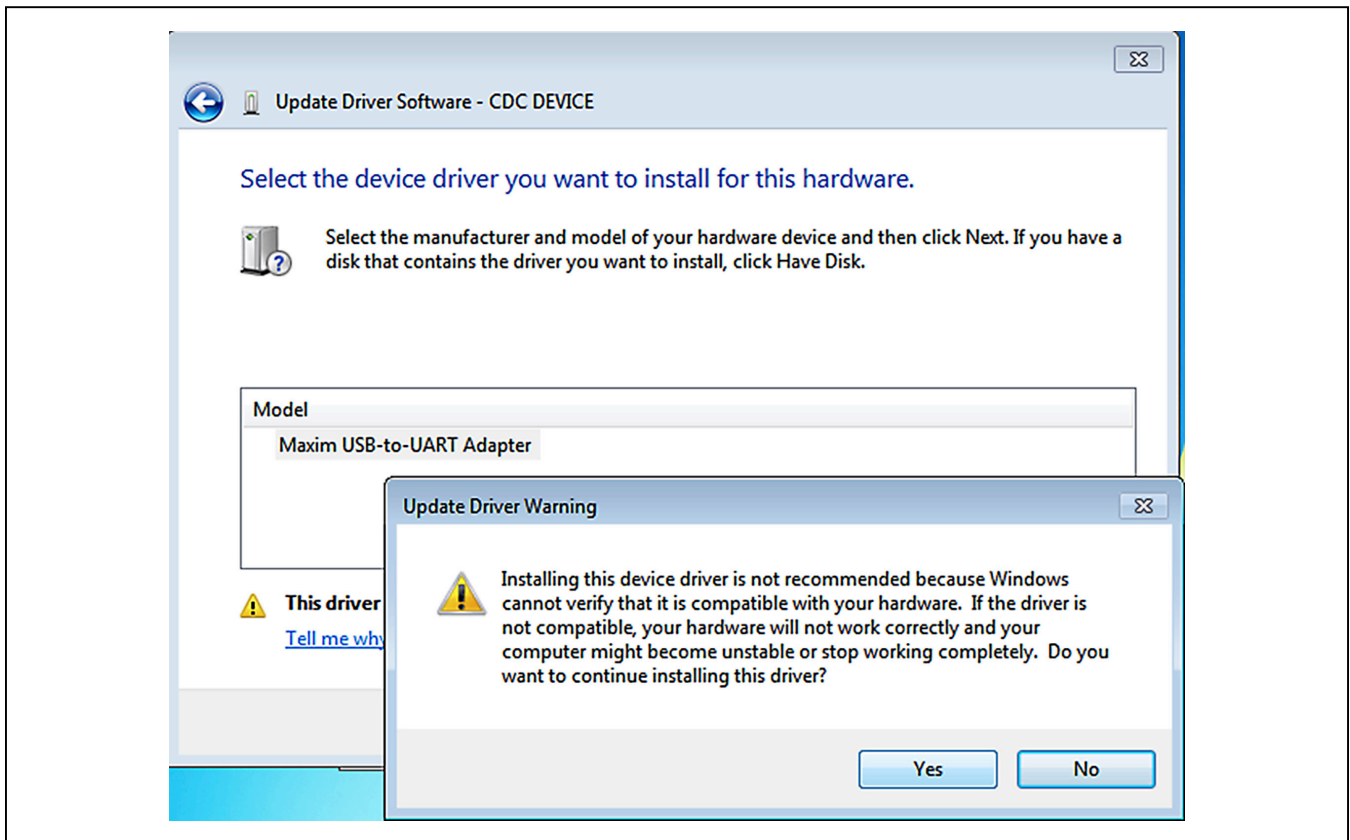 Update Driver Software - CDC DEVICE
Select the device driver you want to install for this hardware.
Select the manufacturer and model of your hardware device and then click Next. If you have a
disk that contains the driver you want to install, click Have Disk.
Model
Maxim USB-to-UART Adapter
Update Driver Warning
Installing this device driver is not recommended because Windows
cannot verify that it is compatible with your hardware.  If the driver is
not compatible, your hardware will not work correctly and your
computer might become unstable or stop working completely.  Do you
want to continue installing this driver?
This driver
Tell me why
Yes No